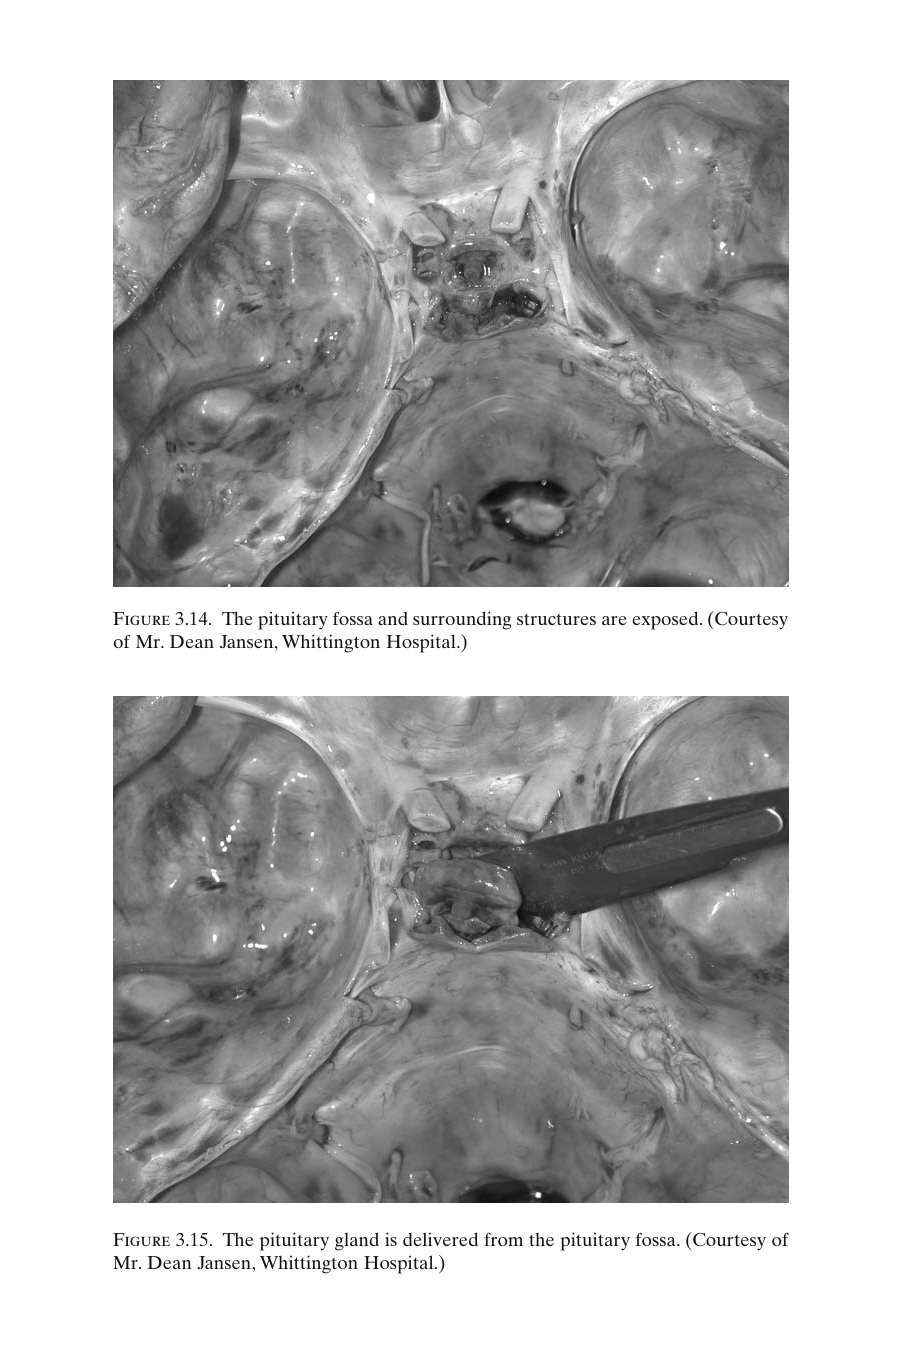 FIGURE 3.14. The pituitary fossa and surrounding structures are exposed. (Courtesy
of Mr. Dean Jansen, Whittington Hospital.)
FIGURE 3.15. The pituitary gland is delivered from the pituitary fossa. (Courtesy of
Mr. Dean Jansen, Whittington Hospital.)